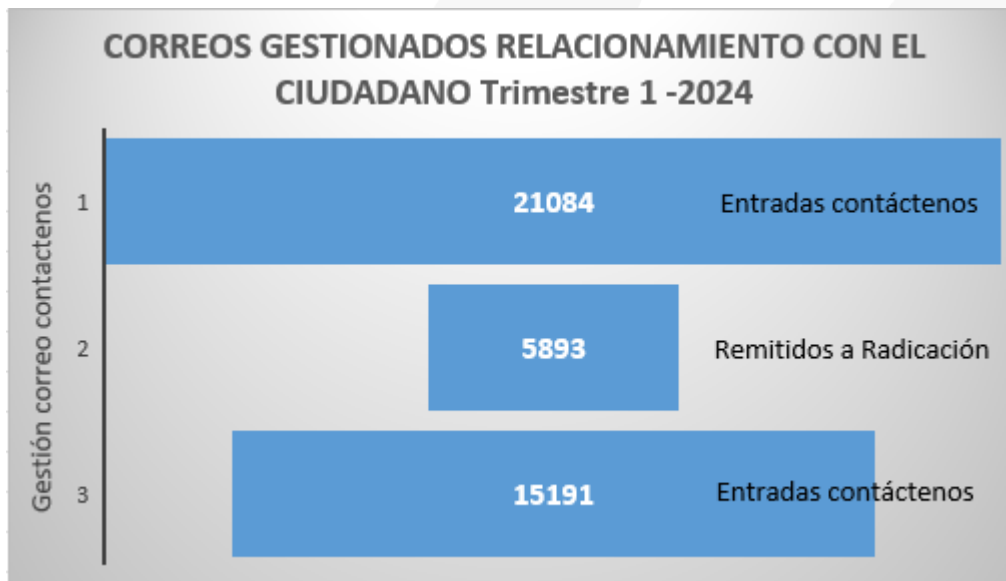 CORREOS GESTIONADOS RELACIONAMIENTO CON EL
CIUDADANO Trimestre 1 -2024
Gestión correo contactenos
1
21084
Entradas contáctenos
2
5893
Remitidos a Radicación
3
15191
Entradas contáctenos